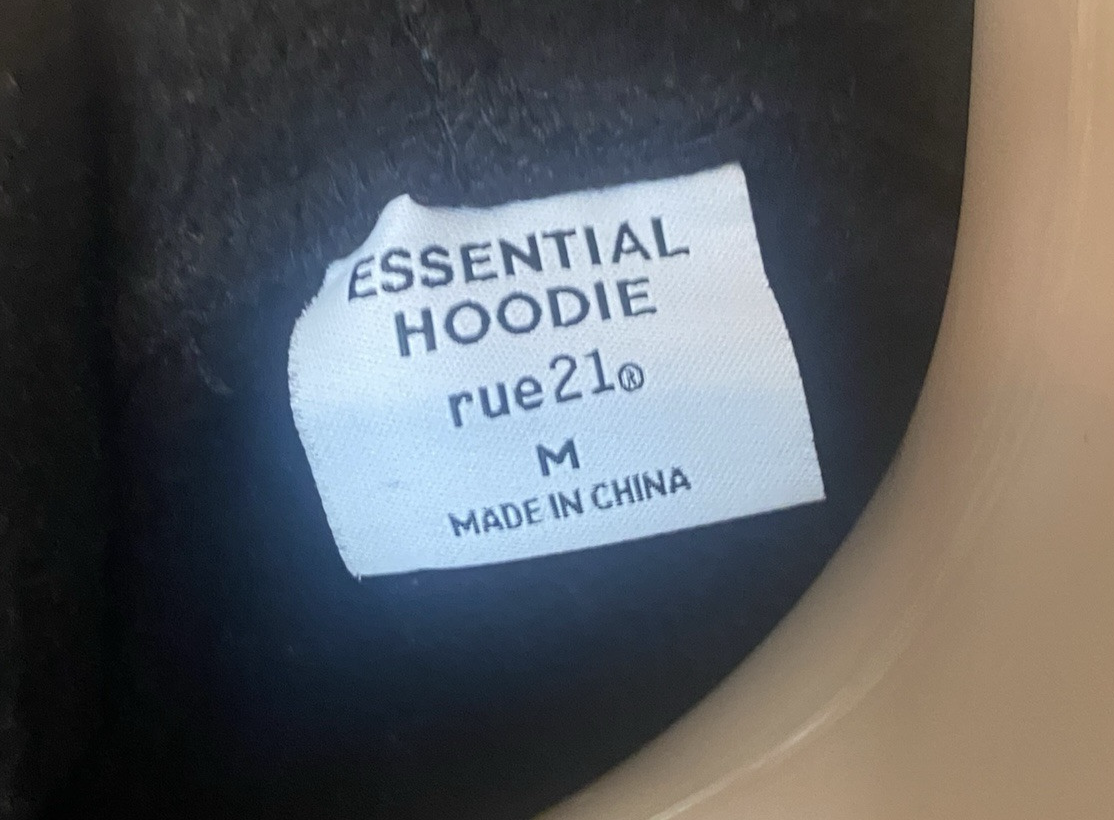 ESSENTIAL
HOODIE
rue21®
M
MADE IN CHINA